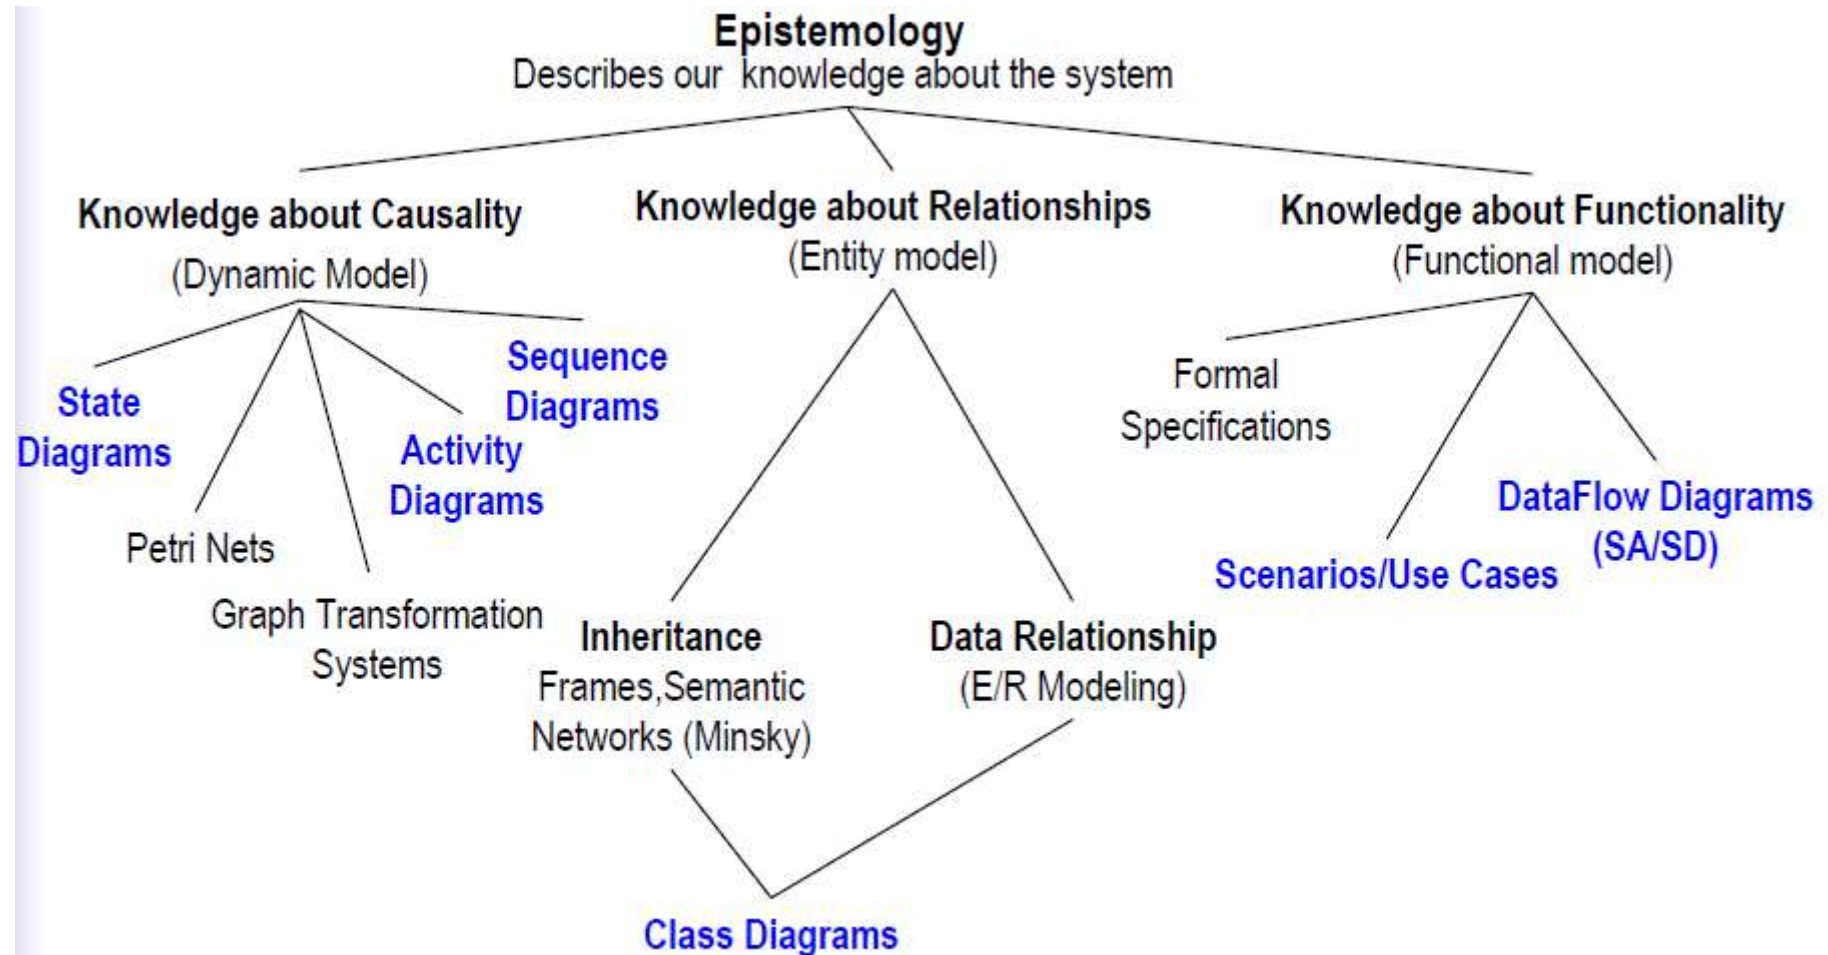 Epistemology
Describes our knowledge about the system
Knowledge about Causality
(Dynamic Model)
Knowledge about Relationships
(Entity model)
Knowledge about Functionality
(Functional model)
State
Diagrams
Petri Nets
Graph Transformation
Systems
Activity
Diagrams
Sequence
Diagrams
Inheritance
Frames,Semantic
Networks (Minsky)
Data Relationship
(E/R Modeling)
Class Diagrams
Formal
Specifications
Scenarios/Use Cases
DataFlow Diagrams
(SA/SD)